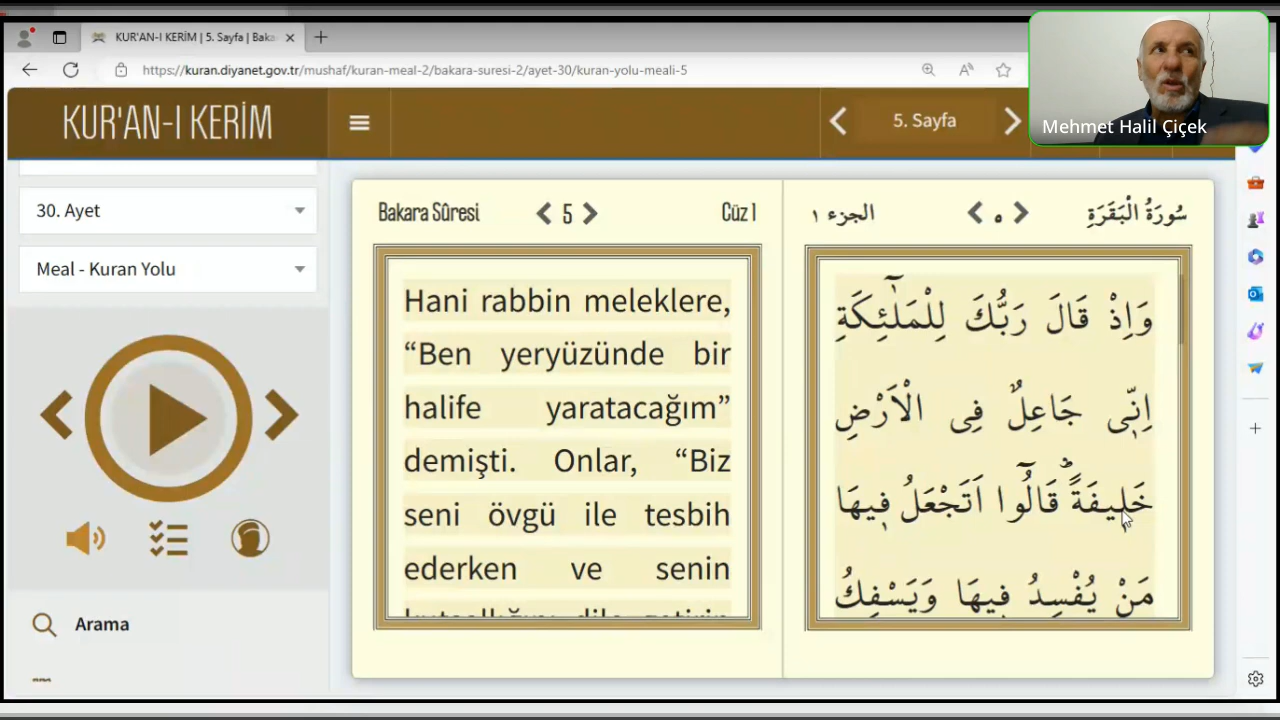 KUR'AN-I KERİM | 5. Sayfa | Baka
https://kuran.diyanet.gov.tr/mushaf/kuran-meal-2/bakara-suresi-2/ayet-30/kuran-yolu-meali-5
Mehmet Halil Çiçek
KUR'AN-I KERİM
5. Sayfa
30. Ayet
Meal - Kuran Yolu
Arama
Bakara Sûresi
5
Cüz 1
Hani rabbin meleklere,
“Ben yeryüzünde bir
halife yaratacağım”
demişti. Onlar, “Biz
seni övgü ile tesbih
ederken ve senin
kutsallığını dile getirip
سُورَةُ الْبَقَرَةِ
٥
الجزء ١
وَاِذْ قَالَ رَبُّكَ لِلْمَلٰٓئِكَةِ
اِنّ۪ى جَاعِلٌ فِى الْاَرْضِ
خَل۪يفَةًۜ قَالُٓوا اَتَجْعَلُ ف۪يهَا
مَنْ يُفْسِدُ ف۪يهَا وَيَسْفِكُ